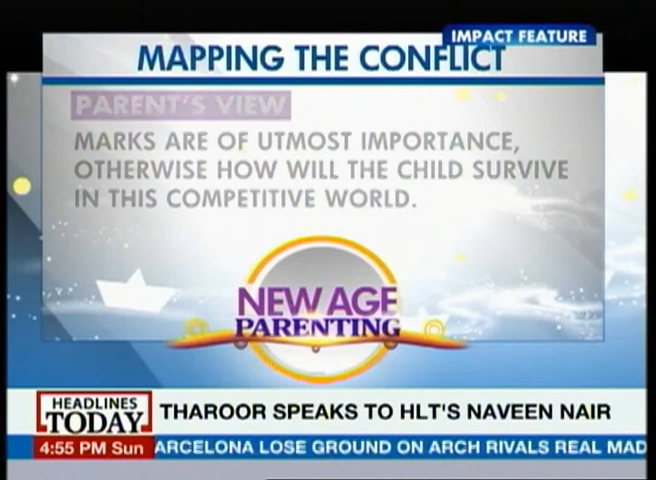 IMPACT FEATURE
MAPPING THE CONFLICT
PARENT'S VIEW
MARKS ARE OF UTMOST IMPORTANCE,
OTHERWISE HOW WILL THE CHILD SURVIVE
IN THIS COMPETITIVE WORLD.
NEW AGE
PARENTING
HEADLINES
TODAY
THAROOR SPEAKS TO HLT'S NAVEEN NAIR
4:55 PM Sun ARCELONA LOSE GROUND ON ARCH RIVALS REAL MAD